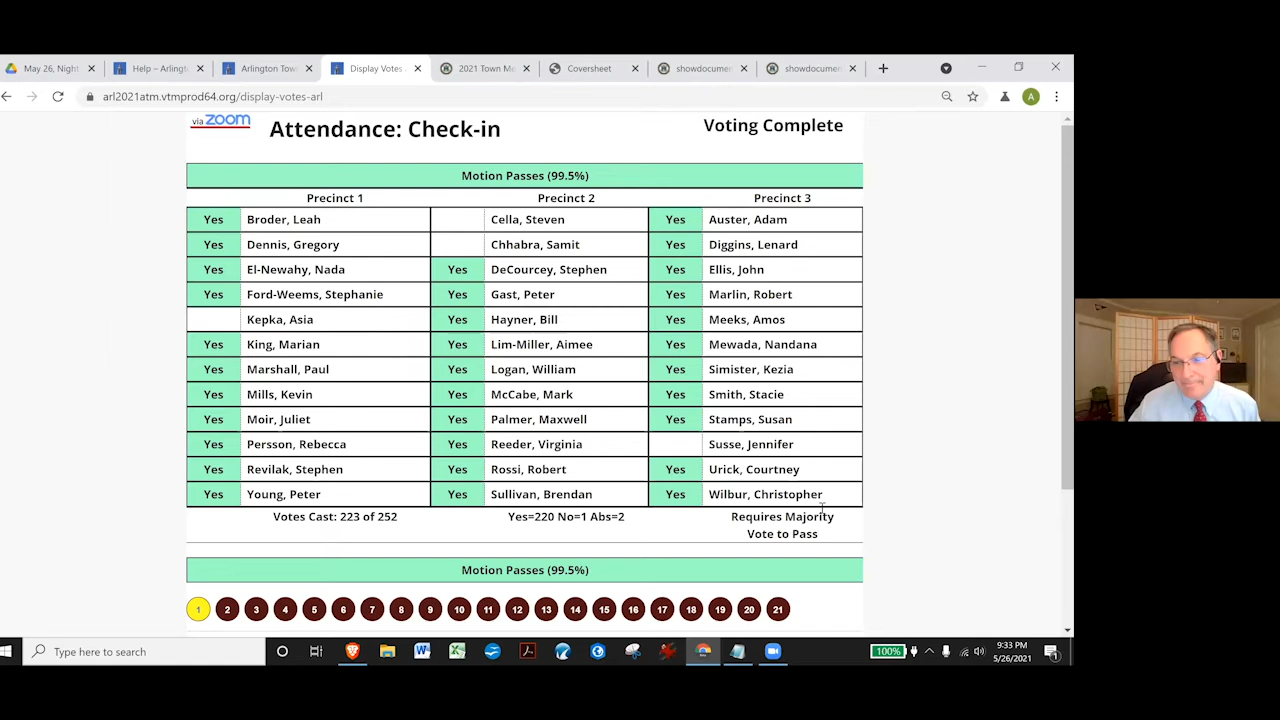 May 26, Night
Help – Arlingt
Arlington Tow
Display Votes
2021 Town Me
Coversheet
showdocumen
showdocumen
A
arl2021atm.vtmprod64.org/display-votes-arl
via zoom
Attendance: Check-in
Voting Complete
Motion Passes (99.5%)
Precinct 1 Precinct 2 Precinct 3
Yes Broder, Leah Cella, Steven Yes Auster, Adam
Yes Dennis, Gregory Chhabra, Samit Yes Diggins, Lenard
Yes El-Newahy, Nada Yes DeCourcey, Stephen Yes Ellis, John
Yes Ford-Weems, Stephanie Yes Gast, Peter Yes Marlin, Robert
Kepka, Asia Yes Hayner, Bill Yes Meeks, Amos
Yes King, Marian Yes Lim-Miller, Aimee Yes Mewada, Nandana
Yes Marshall, Paul Yes Logan, William Yes Simister, Kezia
Yes Mills, Kevin Yes McCabe, Mark Yes Smith, Stacie
Yes Moir, Juliet Yes Palmer, Maxwell Yes Stamps, Susan
Yes Persson, Rebecca Yes Reeder, Virginia Susse, Jennifer
Yes Revilak, Stephen Yes Rossi, Robert Yes Urick, Courtney
Yes Young, Peter Yes Sullivan, Brendan Yes Wilbur, Christopher
Votes Cast: 223 of 252 Yes=220 No=1 Abs=2 Requires Majority
Vote to Pass
Motion Passes (99.5%)
1 2 3 4 5 6 7 8 9 10 11 12 13 14 15 16 17 18 19 20 21
Type here to search
100%
9:33 PM
5/26/2021
1